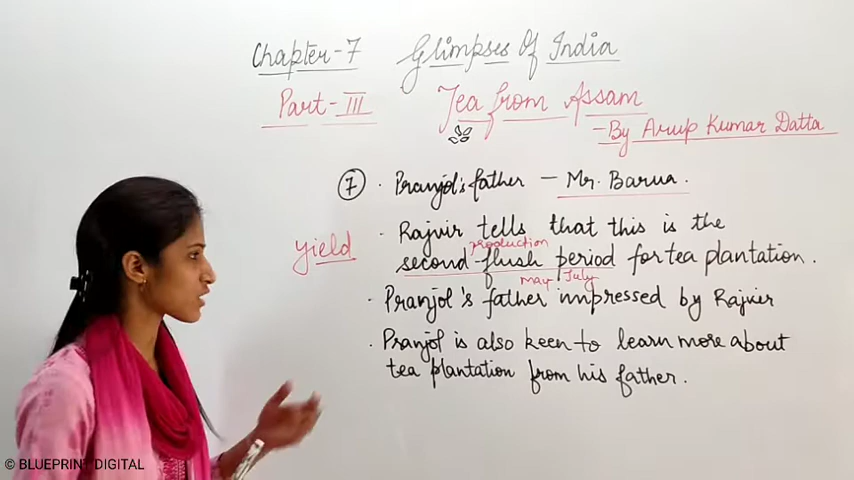 Chapter-7 Glimpses Of India
Part-III Tea from Assam
- By Arup Kumar Datta
7 · Pranjol's father - Mr. Barua.
· Rajvir tells that this is the
yield production
second-flush period for tea plantation.
may July
· Pranjol's father impressed by Rajvir
· Pranjol is also keen to learn more about
tea plantation from his father.
© BLUEPRINT DIGITAL